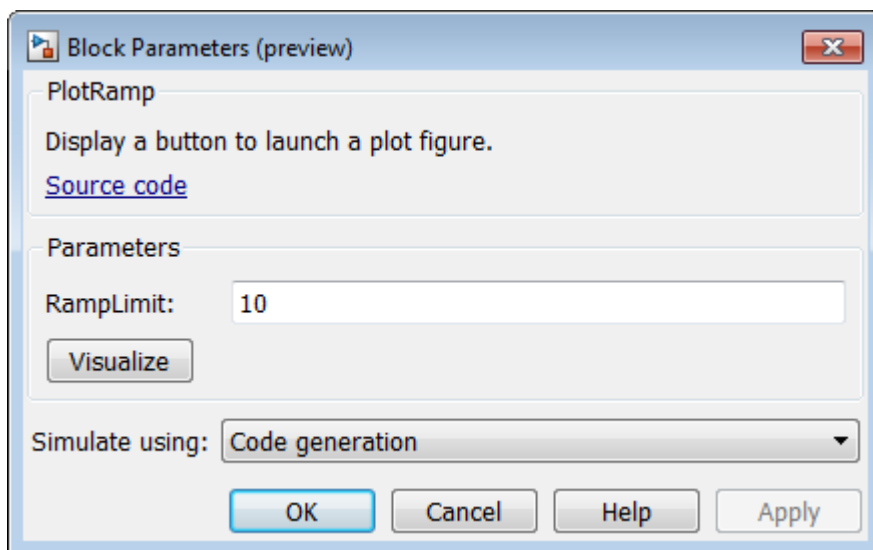 Block Parameters (preview)
PlotRamp
Display a button to launch a plot figure.
Source code
Parameters
RampLimit: 10
Visualize
Simulate using: Code generation
OK Cancel Help Apply